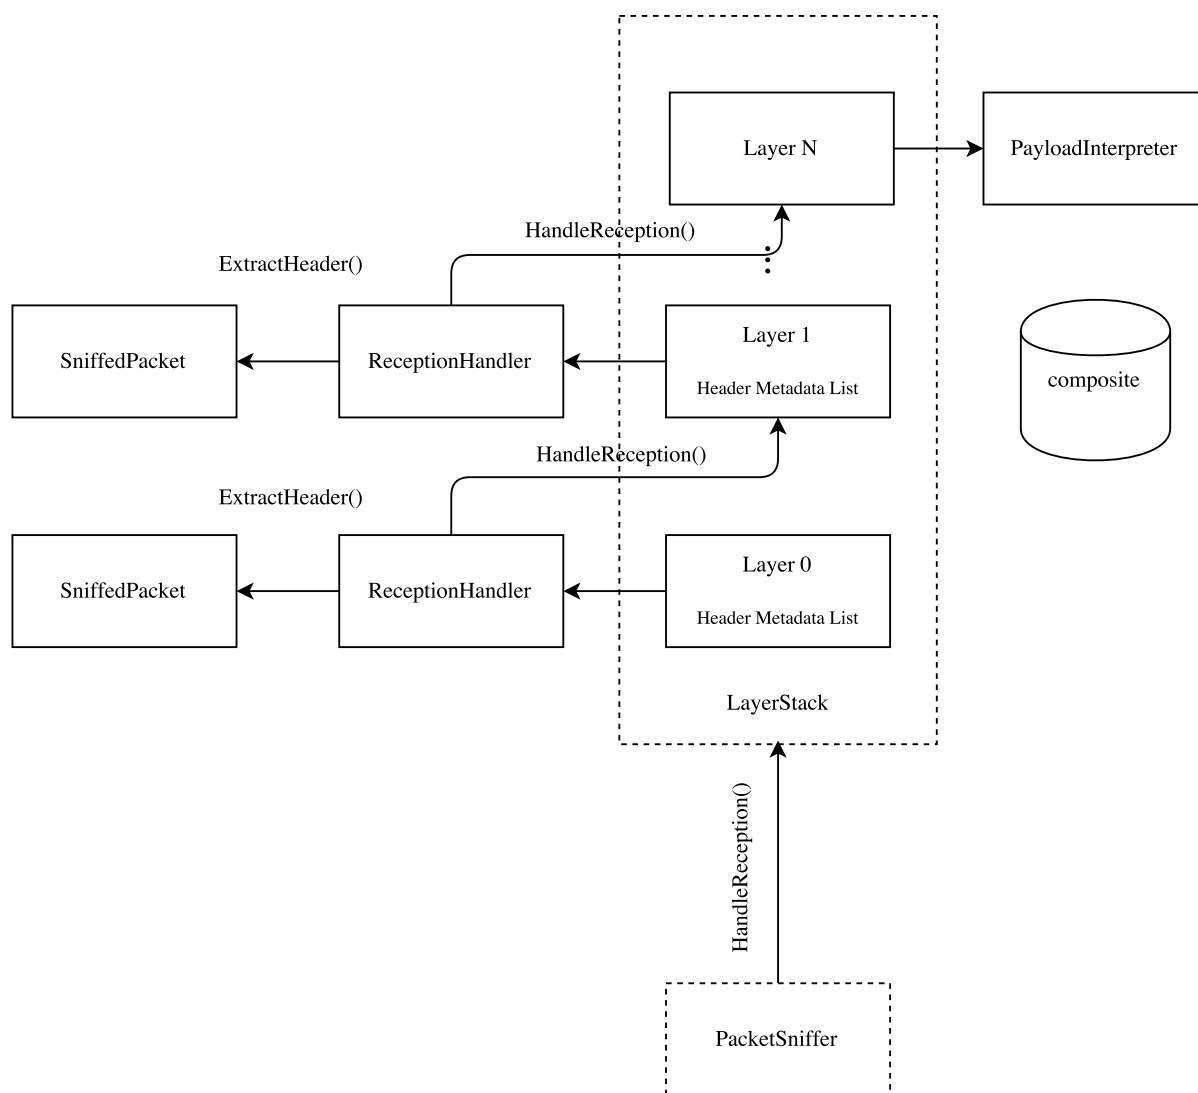 Layer N
PayloadInterpreter
HandleReception()
ExtractHeader()
SniffedPacket
ReceptionHandler
Layer 1
Header Metadata List
composite
HandleReception()
ExtractHeader()
SniffedPacket
ReceptionHandler
Layer 0
Header Metadata List
LayerStack
HandleReception()
PacketSniffer